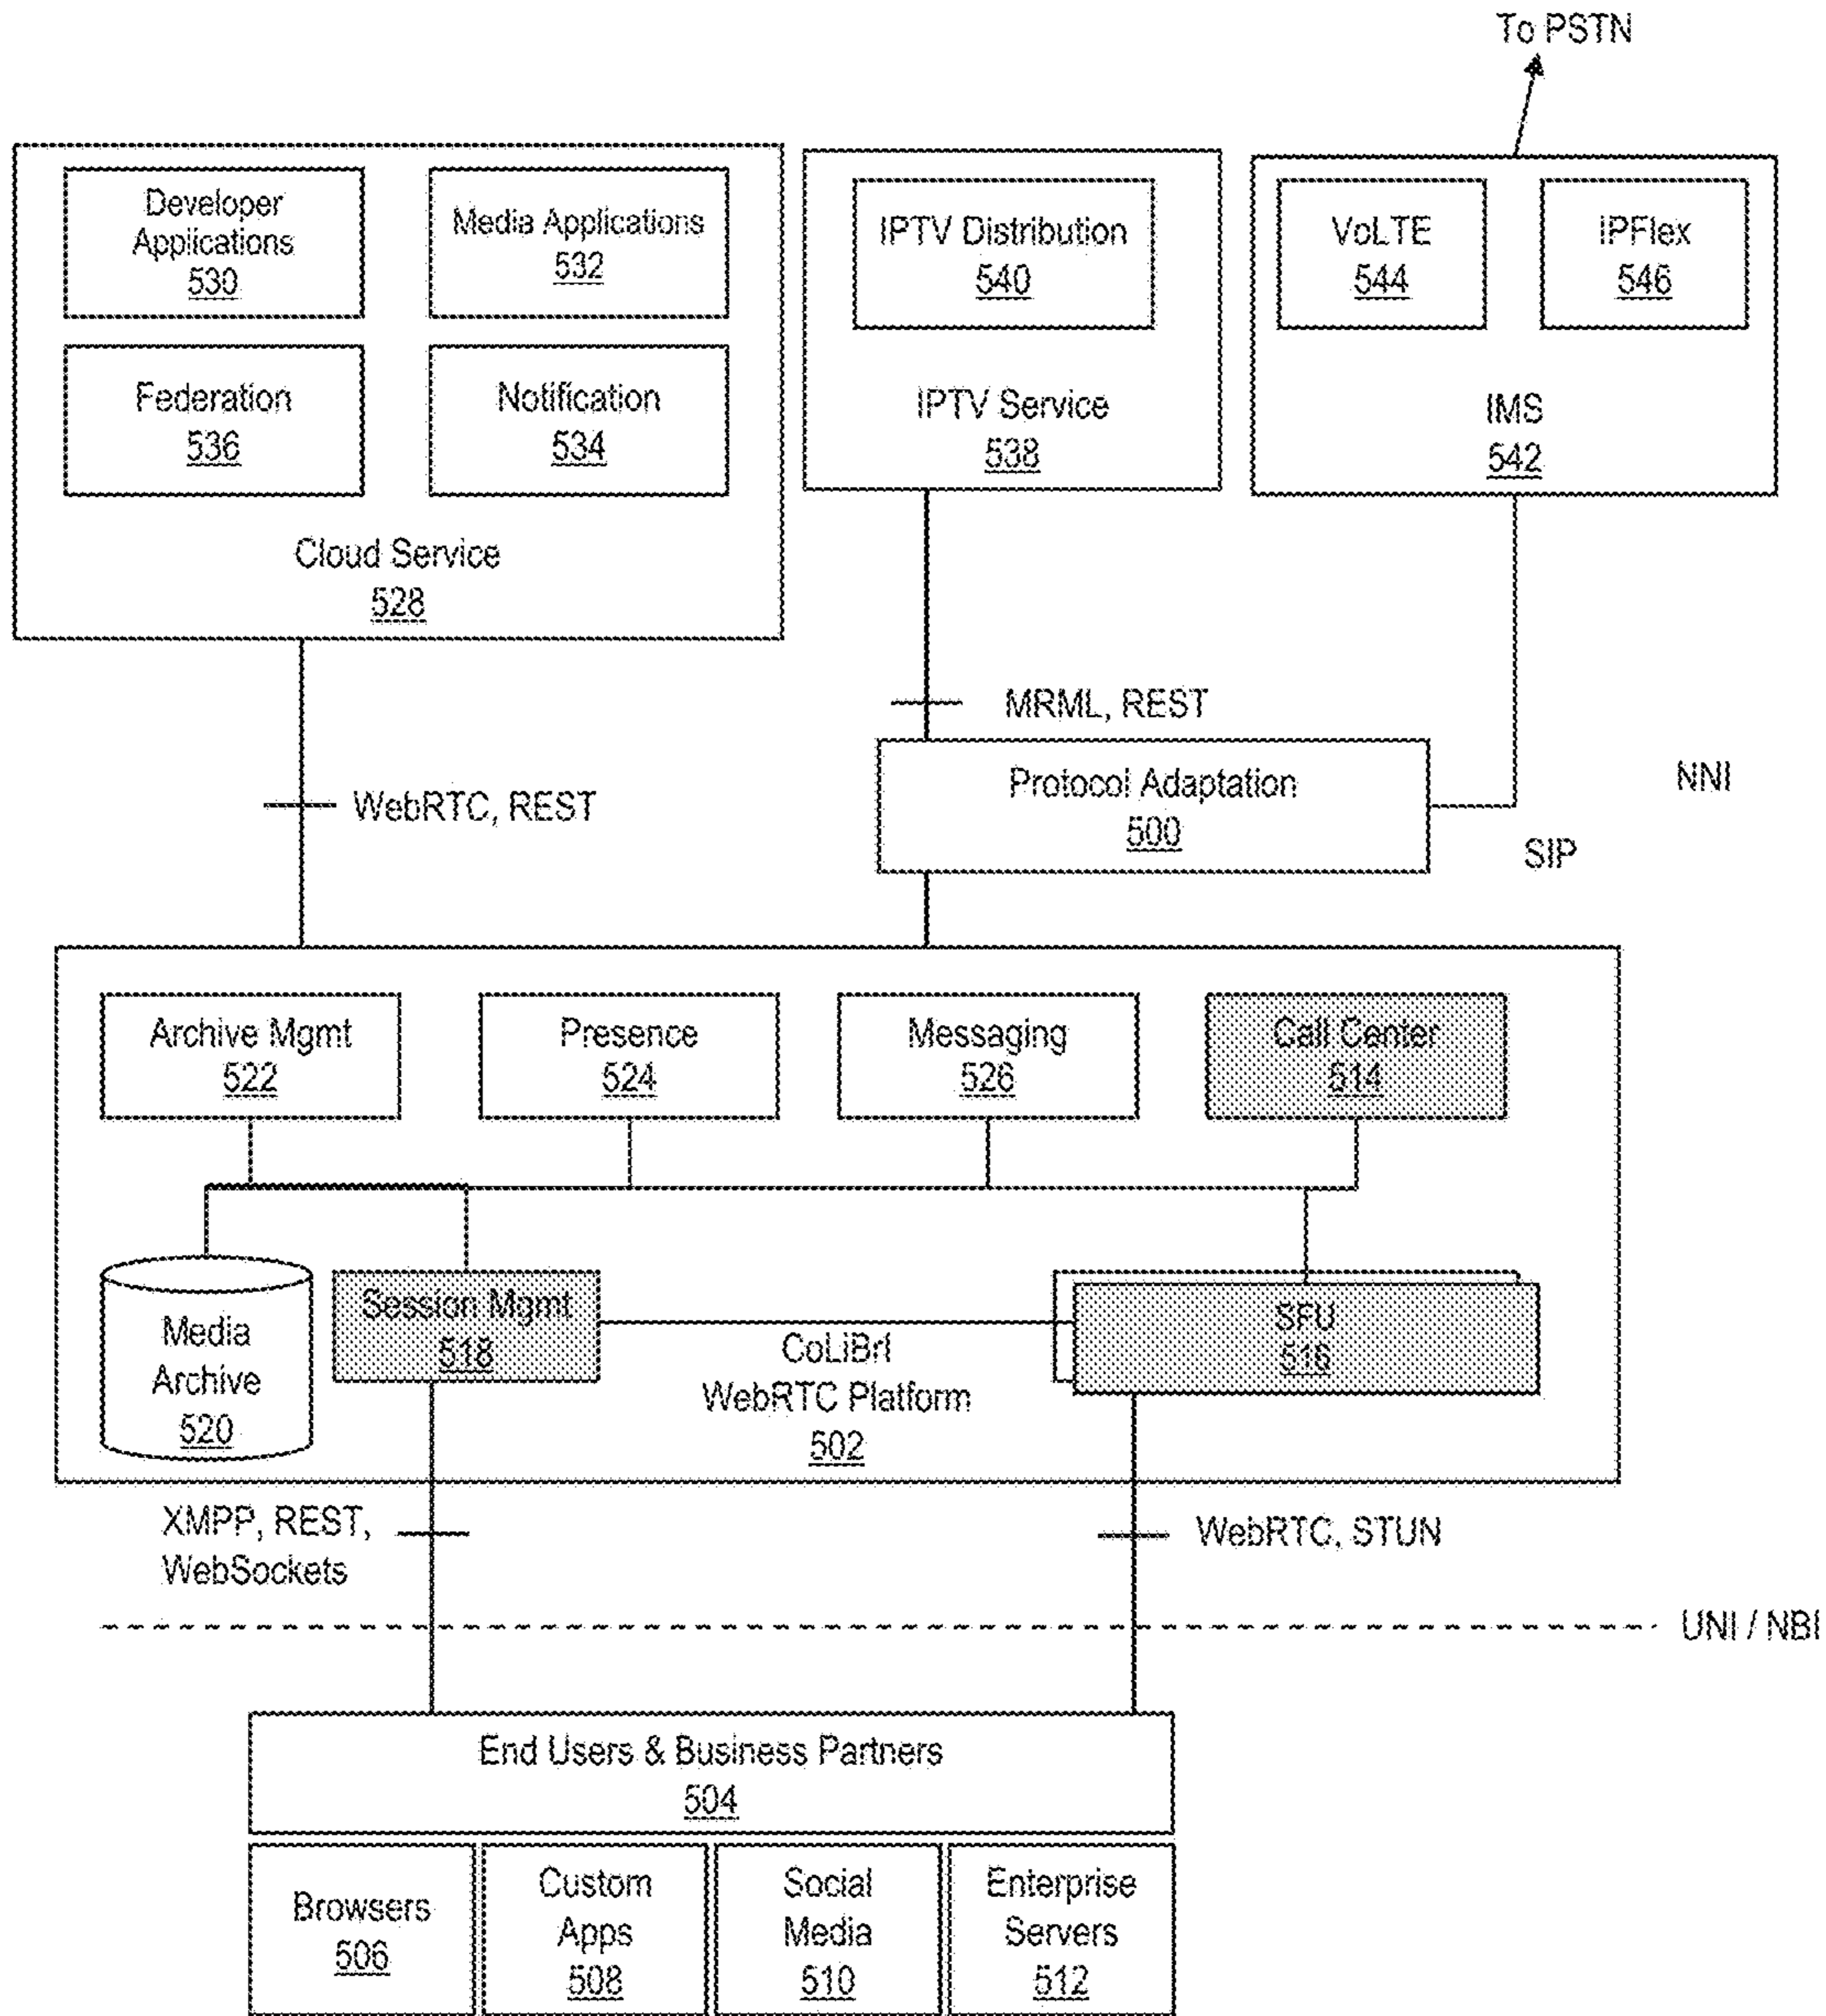 To PSTN
Developer
Applications
530
Media Applications
532
Federation
536
Notification
534
Cloud Service
528
IPTV Distribution
540
IPTV Service
538
VoLTE
544
IPFlex
546
IMS
542
MRML, REST
WebRTC, REST
Protocol Adaptation
500
NNI
SIP
Archive Mgmt
522
Presence
524
Messaging
526
Call Center
514
Media
Archive
520
Session Mgmt
518
CoLiBrI
WebRTC Platform
502
SFU
516
XMPP, REST,
WebSockets
WebRTC, STUN
UNI / NBI
End Users & Business Partners
504
Browsers
506
Custom
Apps
508
Social
Media
510
Enterprise
Servers
512